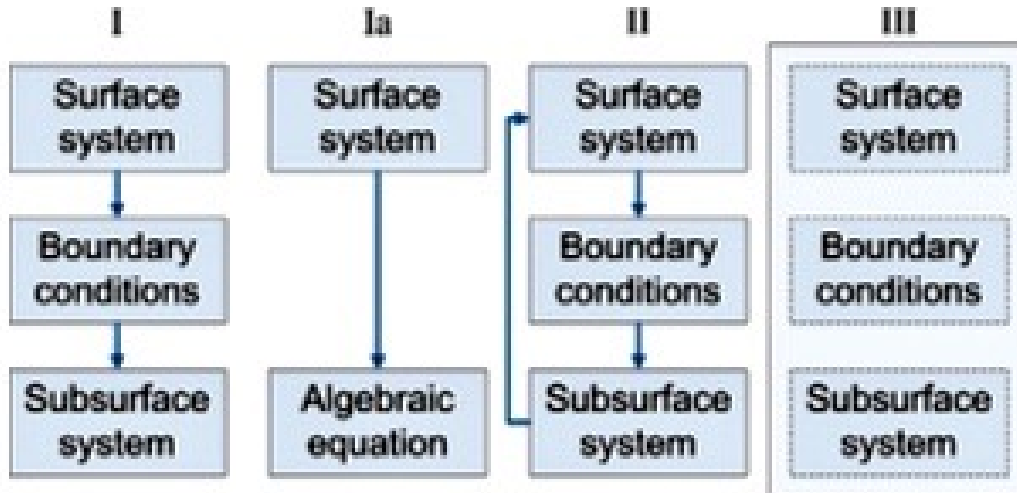 I
Surface
system
Boundary
conditions
Subsurface
system
Ia
Surface
system
Algebraic
equation
II
Surface
system
Boundary
conditions
Subsurface
system
III
Surface
system
Boundary
conditions
Subsurface
system